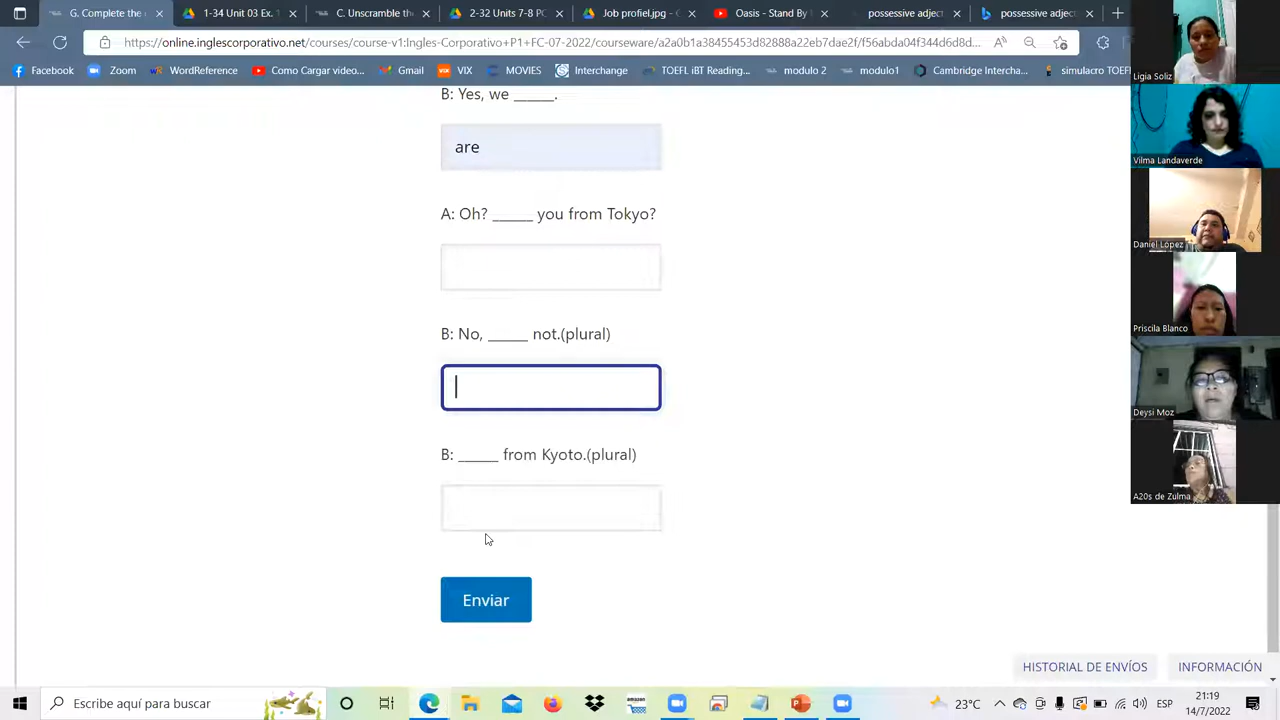 G. Complete the
1-34 Unit 03 Ex. 1
C. Unscramble the
2-32 Units 7-8 PC
Job profiel.jpg - G
Oasis - Stand By
possessive adject
possessive adject
https://online.inglescorporativo.net/courses/course-v1:Ingles-Corporativo+P1+FC-07-2022/courseware/a2a0b1a38455453d82888a22eb7dae2f/f56abda04f344d6d8d...
Facebook
Zoom
WordReference
Como Cargar video...
Gmail
VIX
MOVIES
Interchange
TOEFL iBT Reading...
modulo 2
modulo1
Cambridge Intercha...
simulacro TOEFL
B: Yes, we _____.
are
A: Oh? _____ you from Tokyo?
B: No, _____ not.(plural)
B: _____ from Kyoto.(plural)
Enviar
HISTORIAL DE ENVÍOS
INFORMACIÓN
Ligia Soliz
Vilma Landaverde
Daniel López
Priscila Blanco
Deysi Moz
A20s de Zulma
Escribe aquí para buscar
amazon
23°C
ESP
21:19
14/7/2022